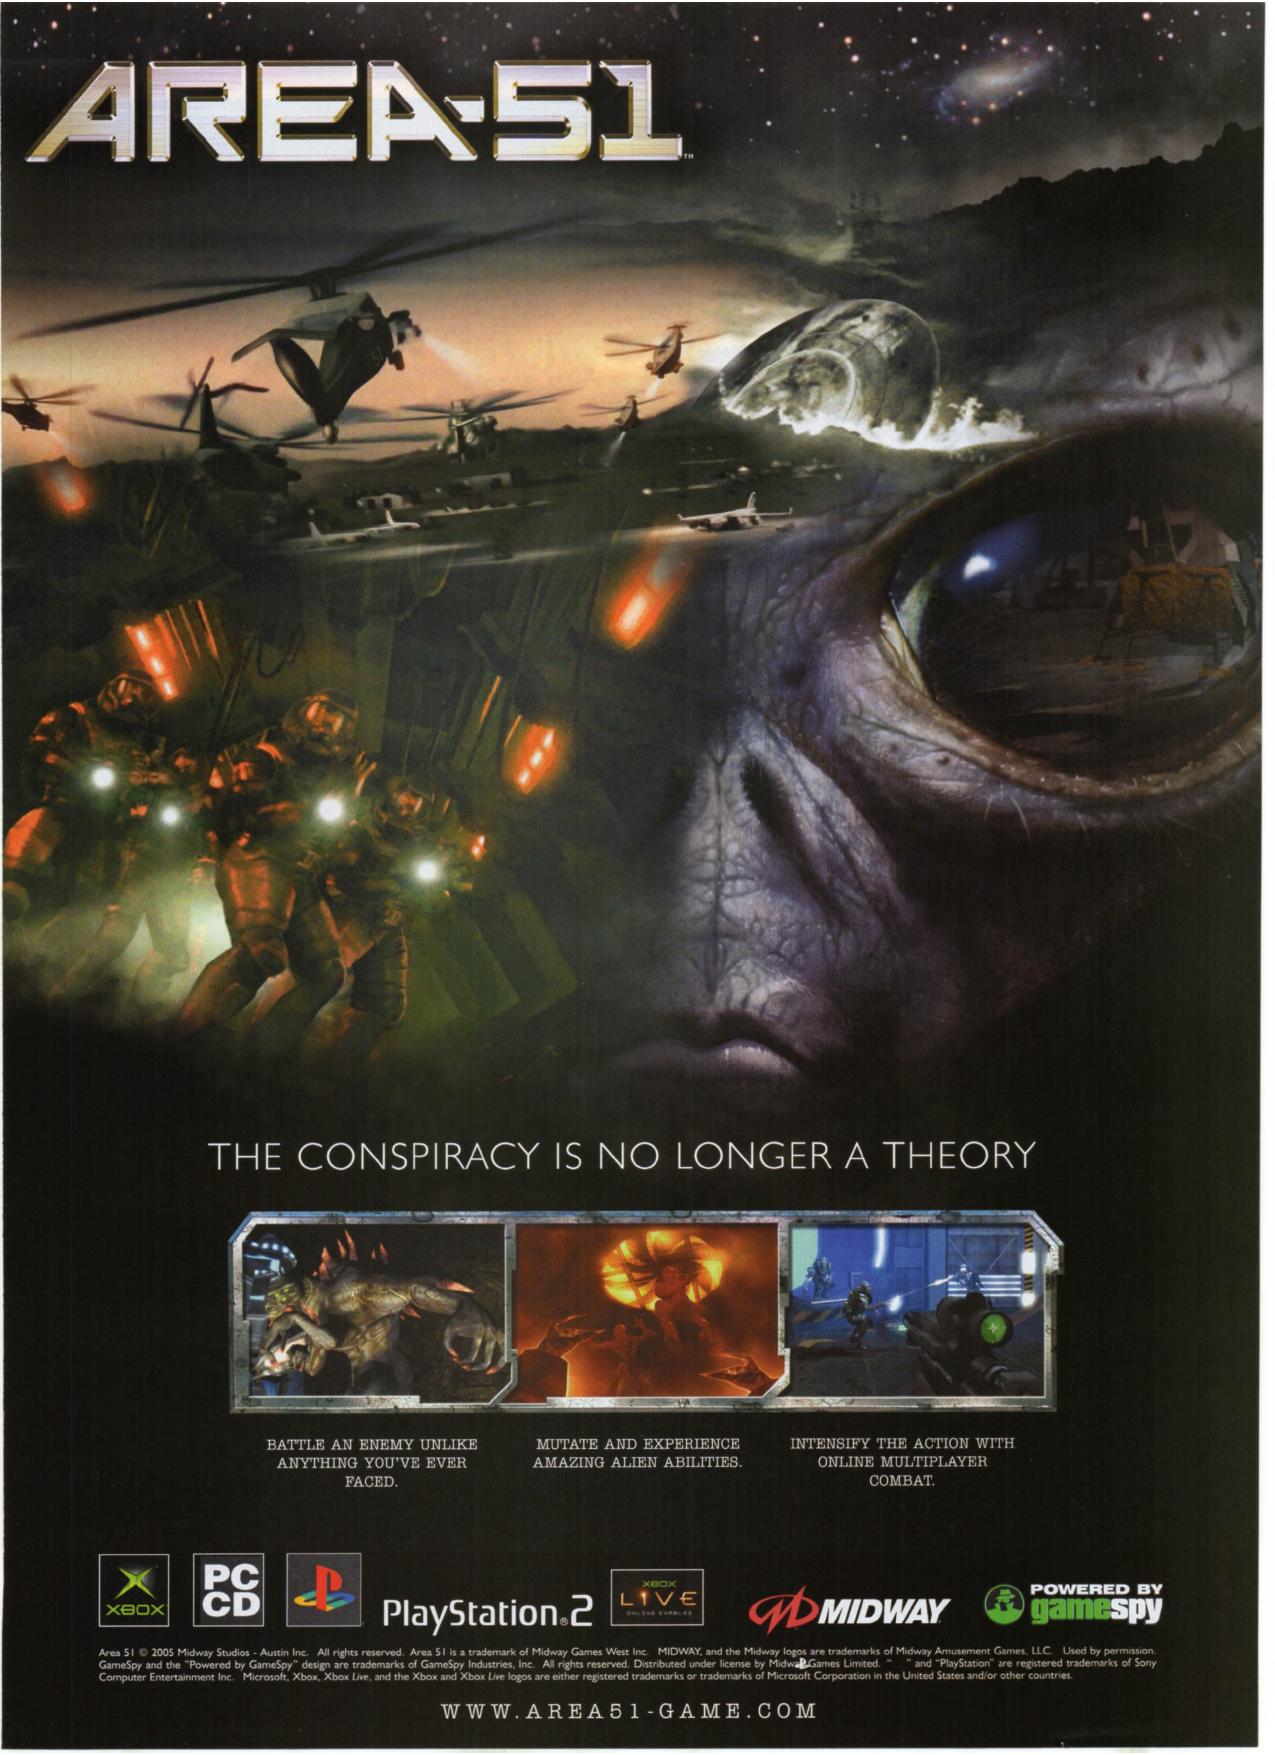 AREA-51™
THE CONSPIRACY IS NO LONGER A THEORY
BATTLE AN ENEMY UNLIKE
ANYTHING YOU'VE EVER
FACED.
MUTATE AND EXPERIENCE
AMAZING ALIEN ABILITIES.
INTENSIFY THE ACTION WITH
ONLINE MULTIPLAYER
COMBAT.
XBOX
PC
CD
PlayStation®2
XBOX
LIVE
ONLINE ENABLED
MIDWAY
POWERED BY
gamespy
Area 51 © 2005 Midway Studios - Austin Inc. All rights reserved. Area 51 is a trademark of Midway Games West Inc. MIDWAY, and the Midway logos are trademarks of Midway Amusement Games, LLC. Used by permission.
GameSpy and the "Powered by GameSpy" design are trademarks of GameSpy Industries, Inc. All rights reserved. Distributed under license by Midway Games Limited. " " and "PlayStation" are registered trademarks of Sony
Computer Entertainment Inc. Microsoft, Xbox, Xbox Live, and the Xbox and Xbox Live logos are either registered trademarks or trademarks of Microsoft Corporation in the United States and/or other countries.
WWW.AREA51-GAME.COM